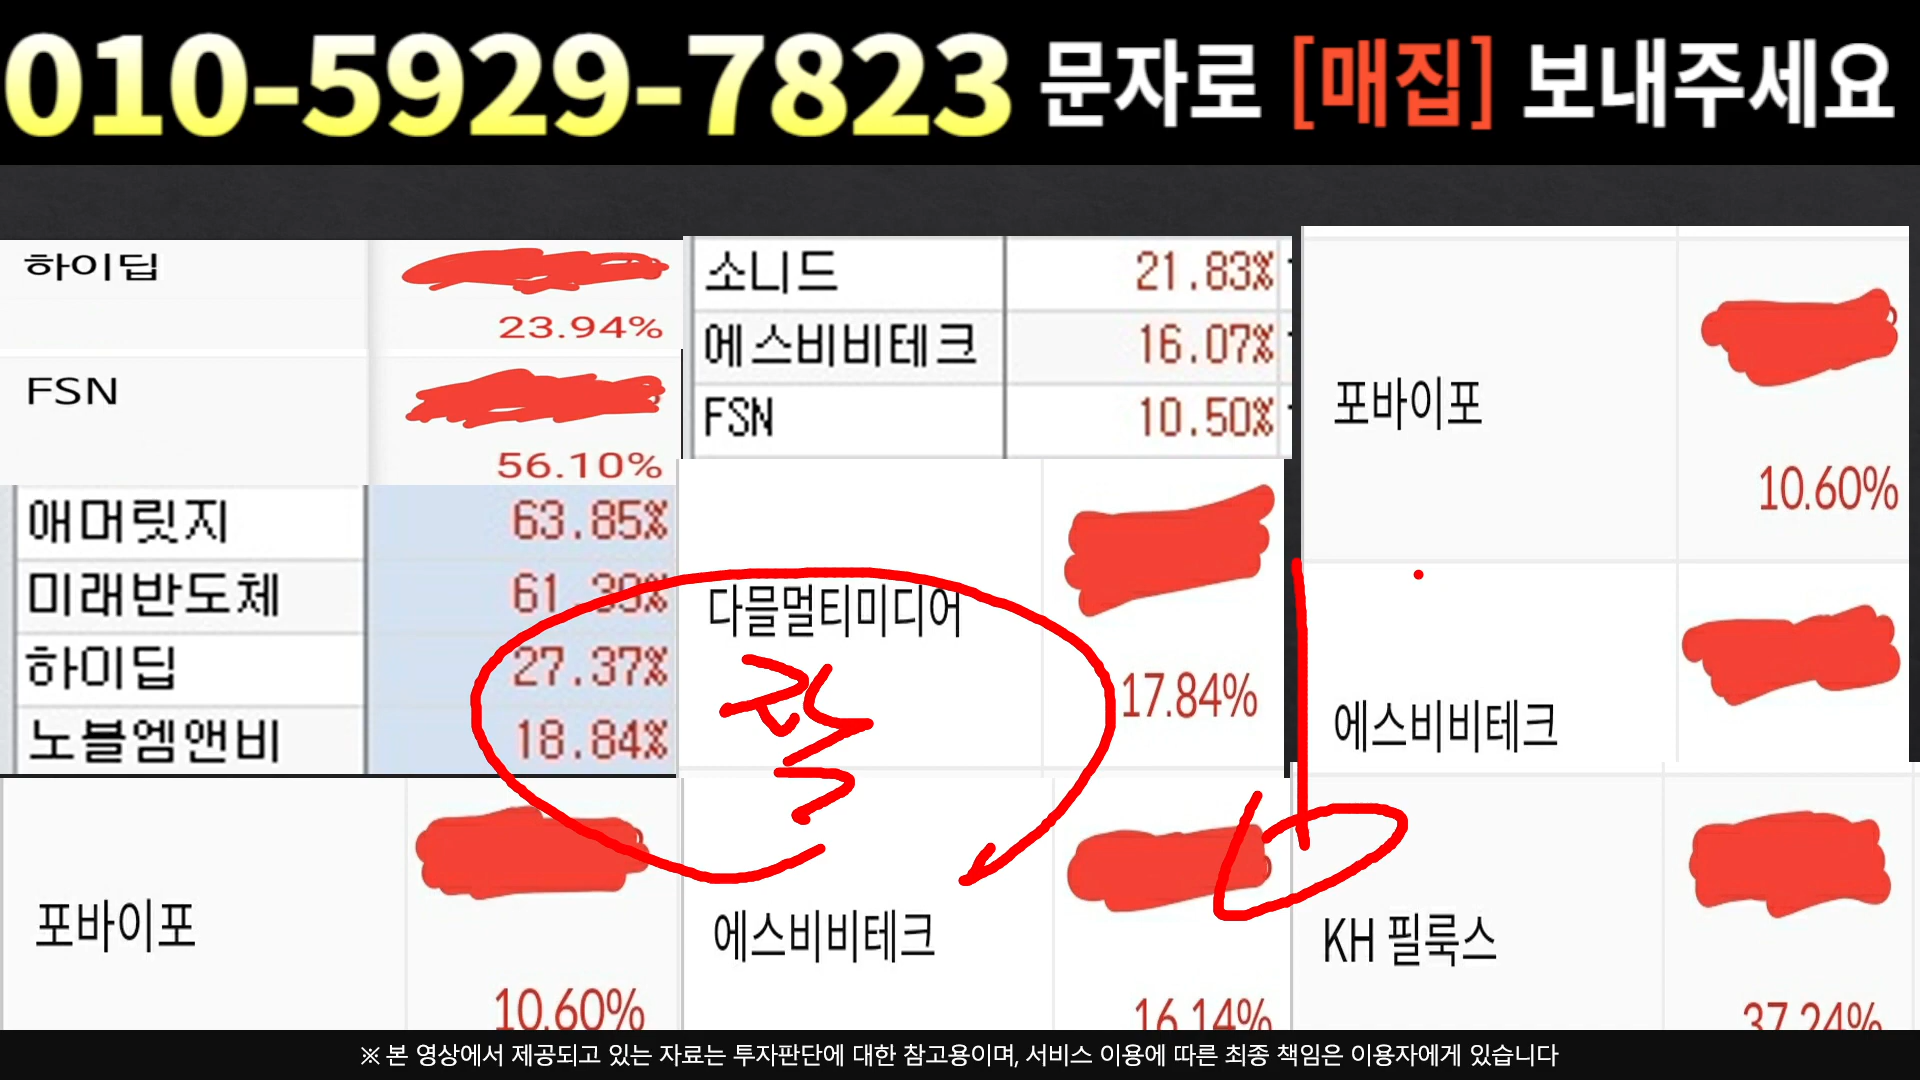 010-5929-7823 문자로 [매집] 보내주세요
하이딥
23.94%
FSN
56.10%
애머릿지 63.85%
미래반도체 61.39%
하이딥 27.37%
노블엠앤비 18.84%
소니드 21.83%
에스비비테크 16.07%
FSN 10.50%
다믈멀티미디어
17.84%
포바이포
10.60%
에스비비테크
포바이포
10.60%
에스비비테크
16.14%
KH 필룩스
37.24%
※ 본 영상에서 제공되고 있는 자료는 투자판단에 대한 참고용이며, 서비스 이용에 따른 최종 책임은 이용자에게 있습니다